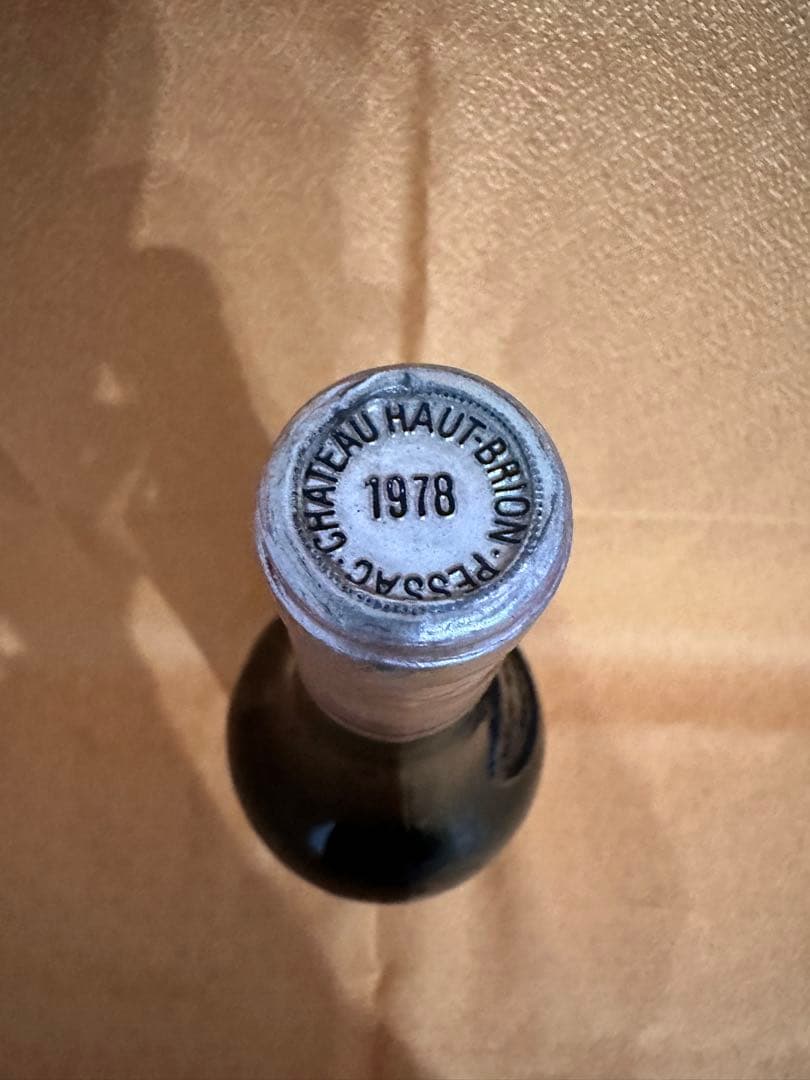 CHATEAU HAUT-BRION · PESSAC ·
1978